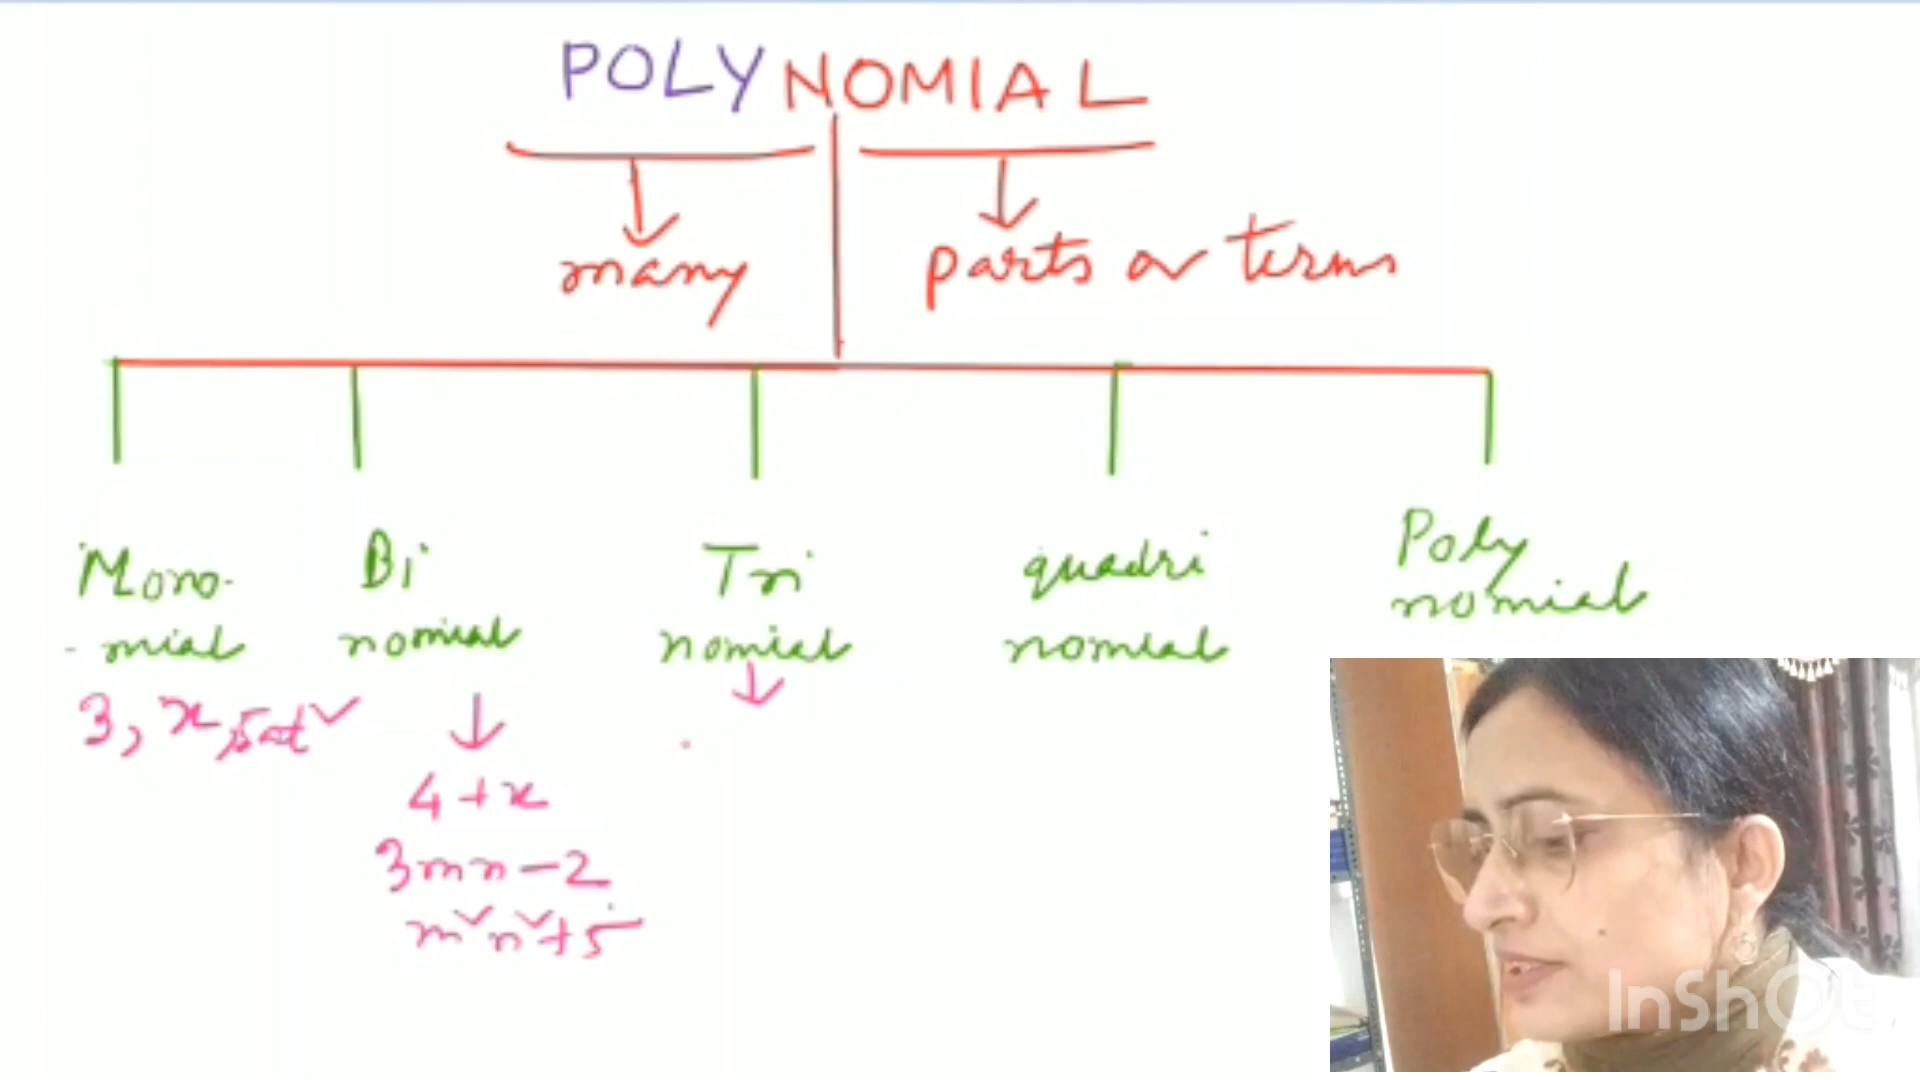 POLYNOMIAL
many
parts or terms
Mono-
-mial
Bi
nomial
Tri
nomial
quadri
nomial
Poly
nomial
3, x, 5at²
4+x
3mn-2
m²n²+5
InShOt